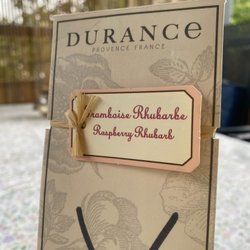 DURANCE
PROVENCE FRANCE
Framboise Rhubarbe
Raspberry Rhubarb